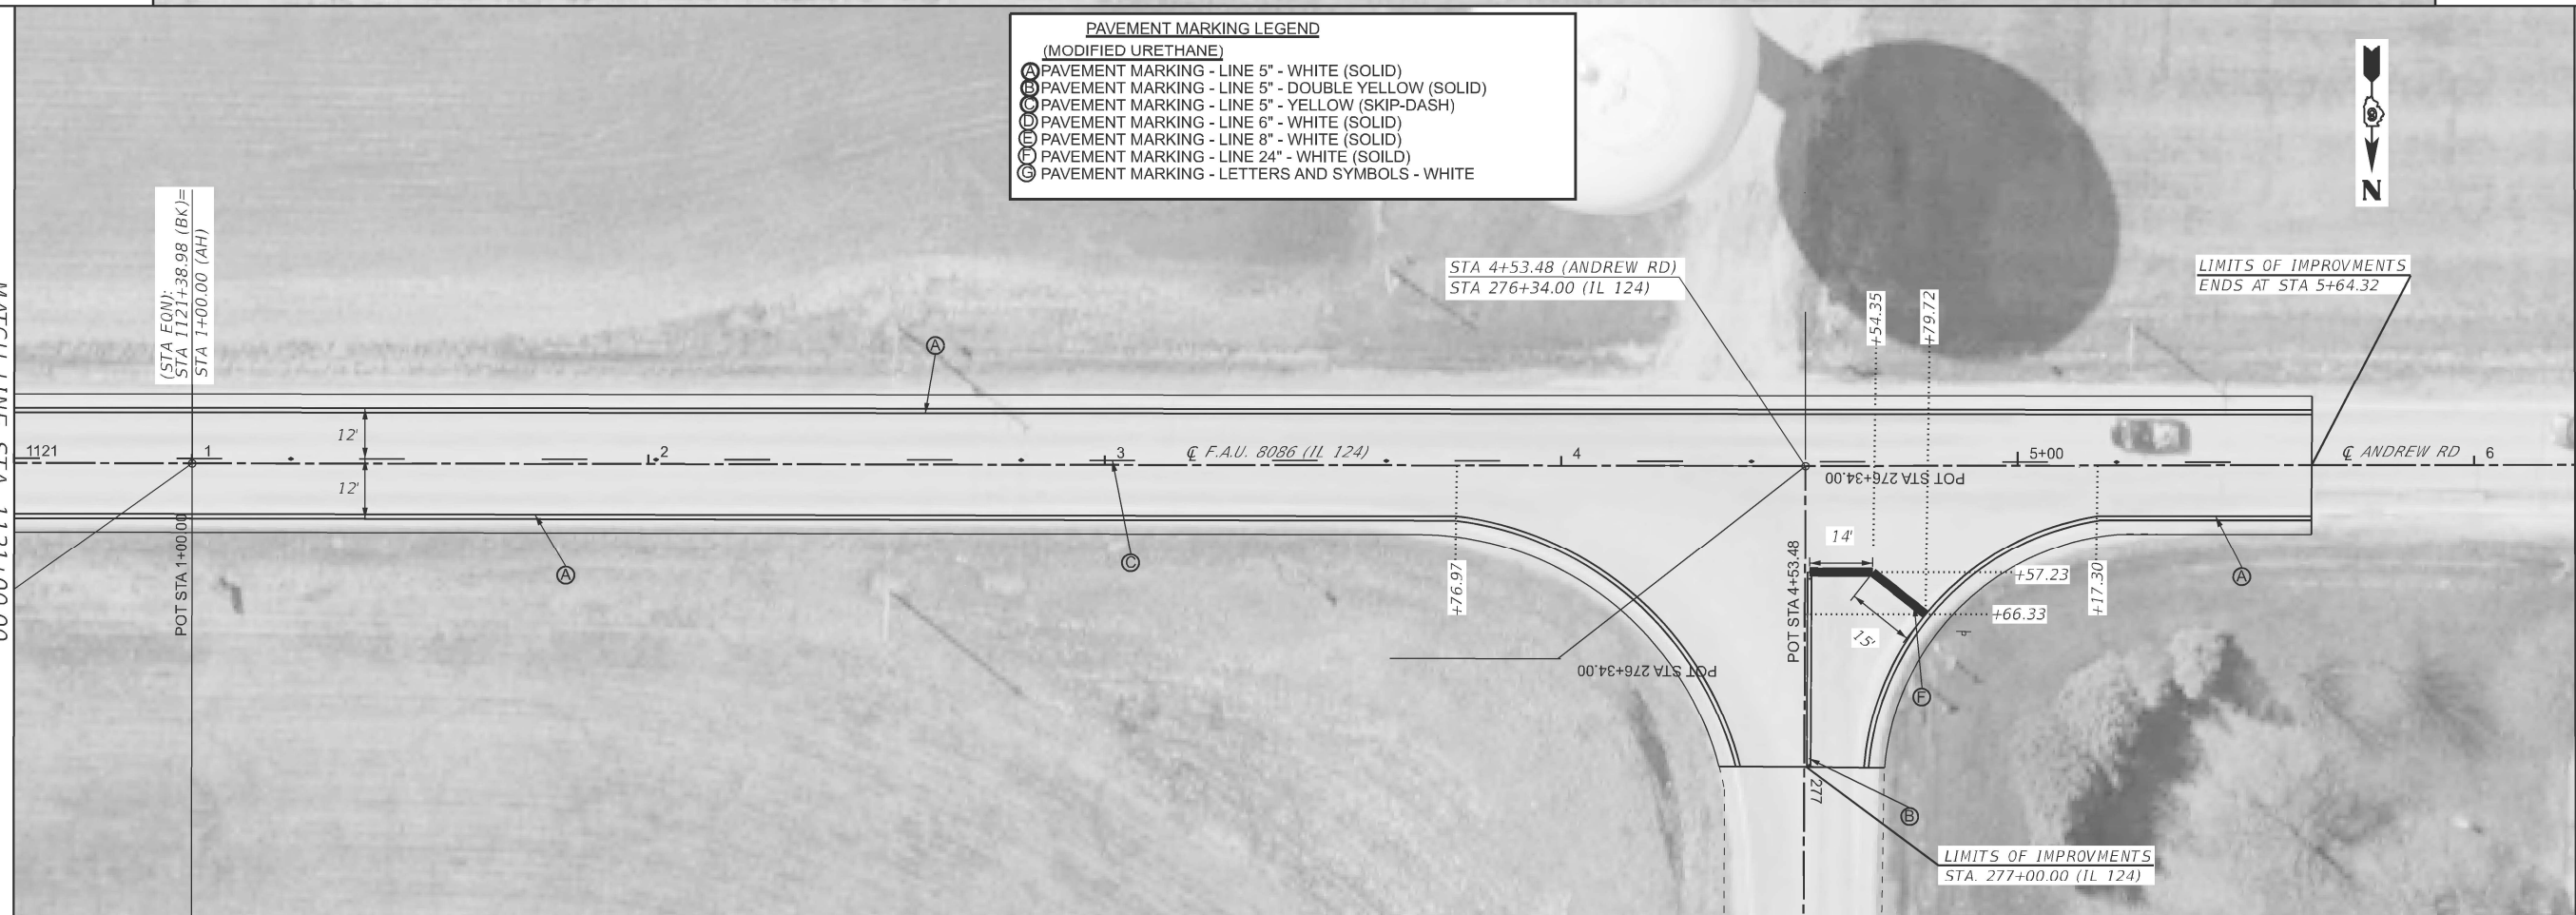 PAVEMENT MARKING LEGEND
(MODIFIED URETHANE)
A PAVEMENT MARKING - LINE 5" - WHITE (SOLID)
B PAVEMENT MARKING - LINE 5" - DOUBLE YELLOW (SOLID)
C PAVEMENT MARKING - LINE 5" - YELLOW (SKIP-DASH)
D PAVEMENT MARKING - LINE 6" - WHITE (SOLID)
E PAVEMENT MARKING - LINE 8" - WHITE (SOLID)
F PAVEMENT MARKING - LINE 24" - WHITE (SOILD)
G PAVEMENT MARKING - LETTERS AND SYMBOLS - WHITE
N
(STA EQN):
STA 1121+38.98 (BK)=
STA 1+00.00 (AH)
STA 4+53.48 (ANDREW RD)
STA 276+34.00 (IL 124)
+54.35
+79.72
LIMITS OF IMPROVMENTS
ENDS AT STA 5+64.32
A
12'
12'
1121
1
2
3
℄ F.A.U. 8086 (IL 124)
4
5+00
℄ ANDREW RD
6
POT STA 276+34.00
POT STA 1+00.00
A
C
+76.97
POT STA 4+53.48
14'
15'
+57.23
+66.33
+17.30
A
POT STA 276+34.00
F
277
B
LIMITS OF IMPROVMENTS
STA. 277+00.00 (IL 124)